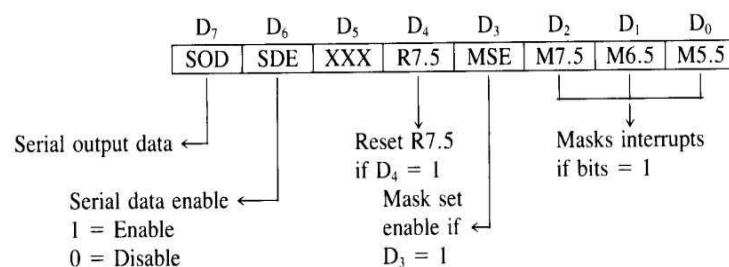 D₇ D₆ D₅ D₄ D₃ D₂ D₁ D₀
SOD SDE XXX R7.5 MSE M7.5 M6.5 M5.5
Serial output data
Reset R7.5
if D₄ = 1
Masks interrupts
if bits = 1
Serial data enable
1 = Enable
0 = Disable
Mask set
enable if
D₃ = 1